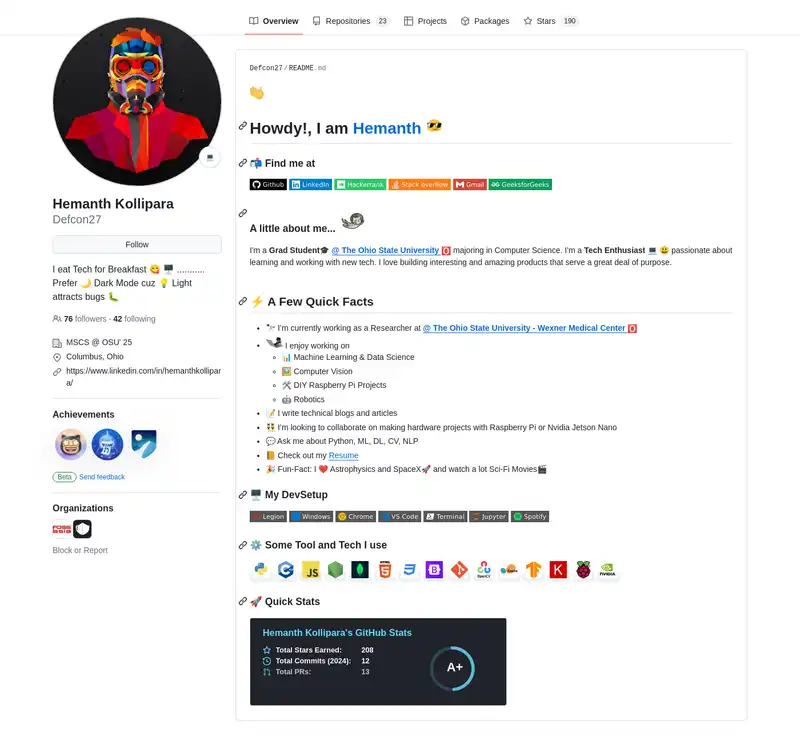 Overview
Repositories 23
Projects
Packages
Stars 190
Hemanth Kollipara
Defcon27
Follow
I eat Tech for Breakfast 😋 🖥️ ...........
Prefer 🌙 Dark Mode cuz 💡 Light
attracts bugs 🐛
76 followers · 42 following
MSCS @ OSU' 25
Columbus, Ohio
https://www.linkedin.com/in/hemanthkollipar
a/
Achievements
Beta Send feedback
Organizations
FOSS
ASIA
Block or Report
Defcon27 / README.md
👋
Howdy!, I am Hemanth 😎
📬 Find me at
Github LinkedIn Hackerrank Stack overflow Gmail GeeksforGeeks
A little about me...
I'm a Grad Student🎓 @ The Ohio State University 🅾️ majoring in Computer Science. I'm a Tech Enthusiast 💻 😃 passionate about
learning and working with new tech. I love building interesting and amazing products that serve a great deal of purpose.
⚡ A Few Quick Facts
🔭 I'm currently working as a Researcher at @ The Ohio State University - Wexner Medical Center 🅾️
I enjoy working on
📊 Machine Learning & Data Science
🖼️ Computer Vision
🛠️ DIY Raspberry Pi Projects
🤖 Robotics
📝 I write technical blogs and articles
👯 I'm looking to collaborate on making hardware projects with Raspberry Pi or Nvidia Jetson Nano
💬 Ask me about Python, ML, DL, CV, NLP
📙 Check out my Resume
🎉 Fun-Fact: I ❤️ Astrophysics and SpaceX🚀 and watch a lot Sci-Fi Movies🎬
🖥️ My DevSetup
Legion Windows Chrome VS Code Terminal Jupyter Spotify
⚙️ Some Tool and Tech I use
JS OpenCV K NVIDIA
🚀 Quick Stats
Hemanth Kollipara's GitHub Stats
Total Stars Earned: 208
Total Commits (2024): 12
Total PRs: 13
A+